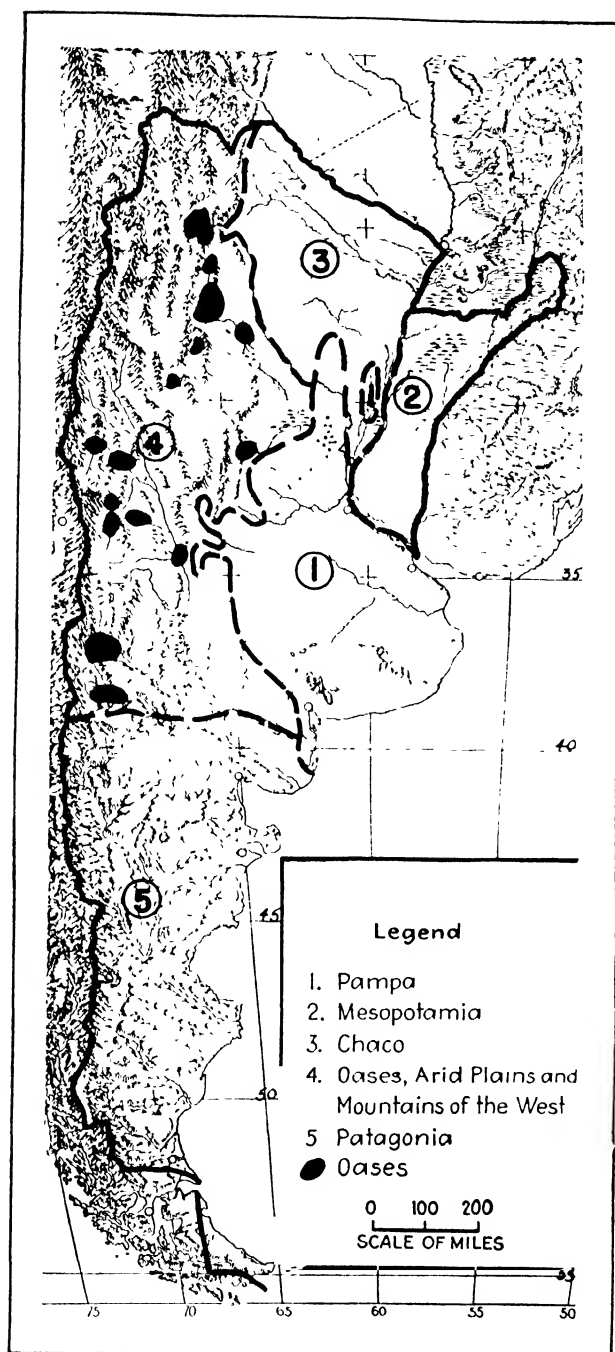 3
2
4
1
35
40
5
45
Legend
1. Pampa
2. Mesopotamia
3. Chaco
4. Oases, Arid Plains and
Mountains of the West
5 Patagonia
Oases
50
0 100 200
SCALE OF MILES
55
75 70 65 60 55 50